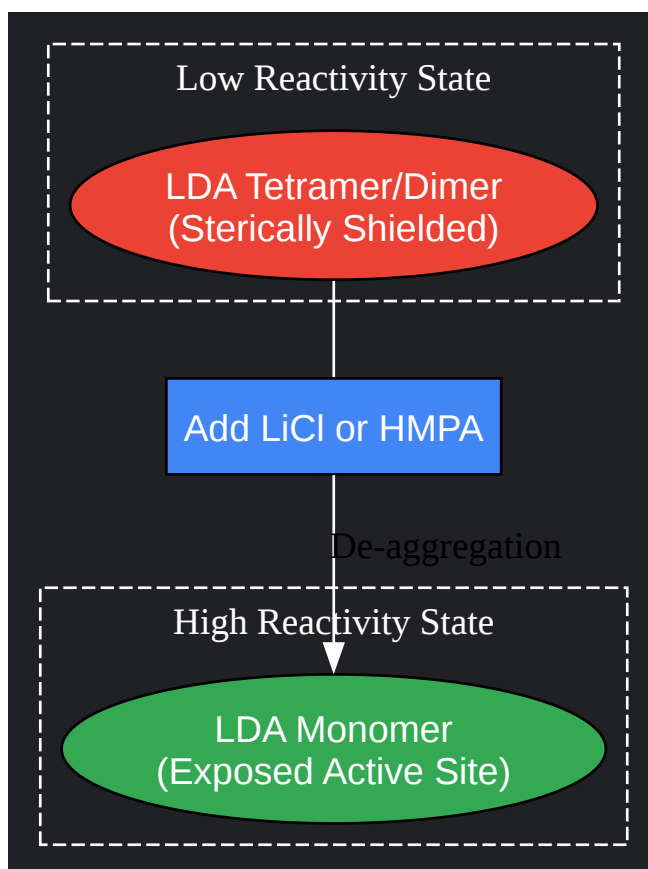 Low Reactivity State
LDA Tetramer/Dimer
(Sterically Shielded)
Add LiCl or HMPA
De-aggregation
High Reactivity State
LDA Monomer
(Exposed Active Site)